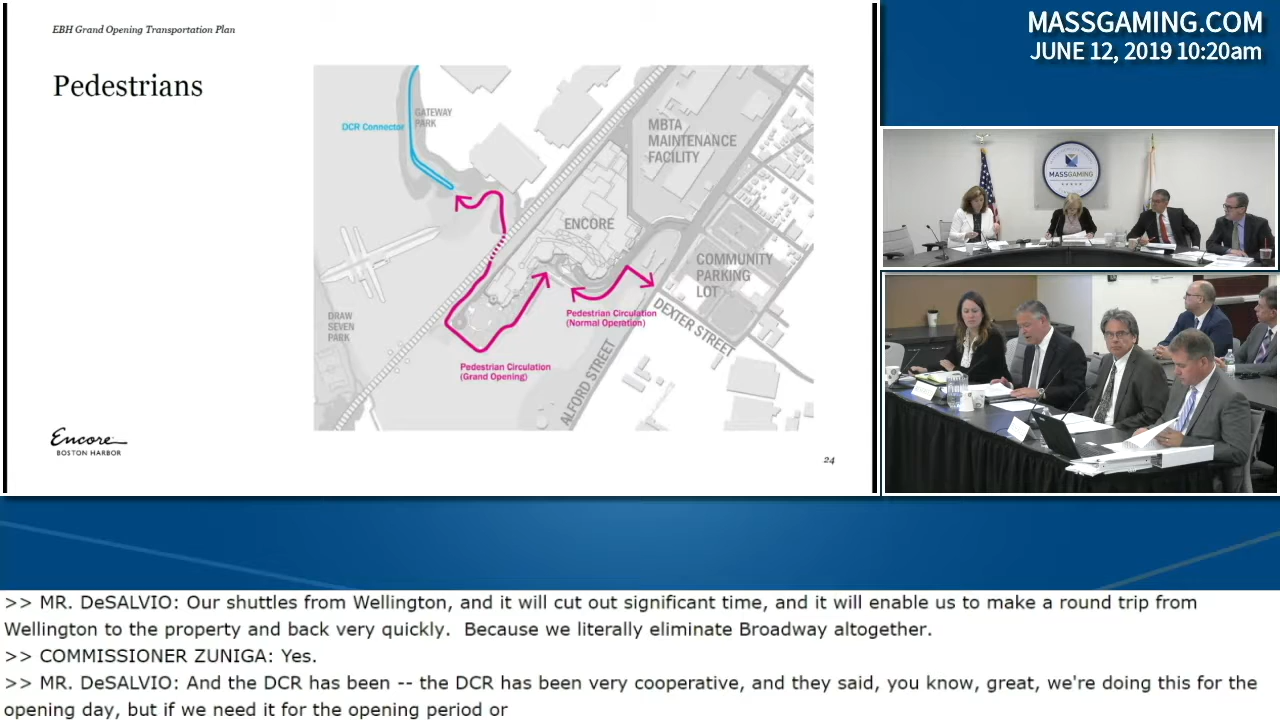 EBH Grand Opening Transportation Plan
Pedestrians
DCR Connector
GATEWAY
PARK
MBTA
MAINTENANCE
FACILITY
ENCORE
COMMUNITY
PARKING
LOT
Pedestrian Circulation
(Normal Operation)
DEXTER STREET
DRAW
SEVEN
PARK
Pedestrian Circulation
(Grand Opening)
ALFORD STREET
Encore
BOSTON HARBOR
24
MASSGAMING.COM
JUNE 12, 2019 10:20am
MASSGAMING
>> MR. DeSALVIO: Our shuttles from Wellington, and it will cut out significant time, and it will enable us to make a round trip from
Wellington to the property and back very quickly.  Because we literally eliminate Broadway altogether.
>> COMMISSIONER ZUNIGA: Yes.
>> MR. DeSALVIO: And the DCR has been -- the DCR has been very cooperative, and they said, you know, great, we're doing this for the
opening day, but if we need it for the opening period or